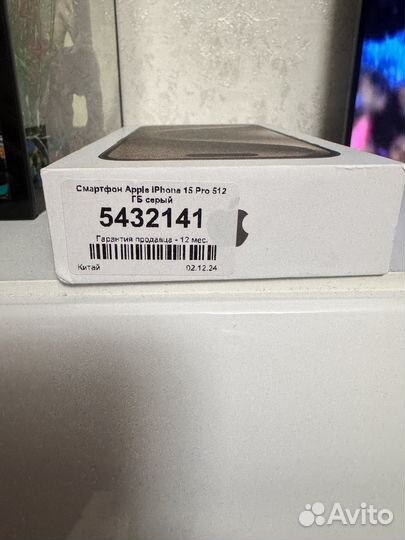 Смартфон Apple iPhone 15 Pro 512
ГБ серый
5432141
Гарантия продавца - 12 мес.
Китай 02.12.24
Avito